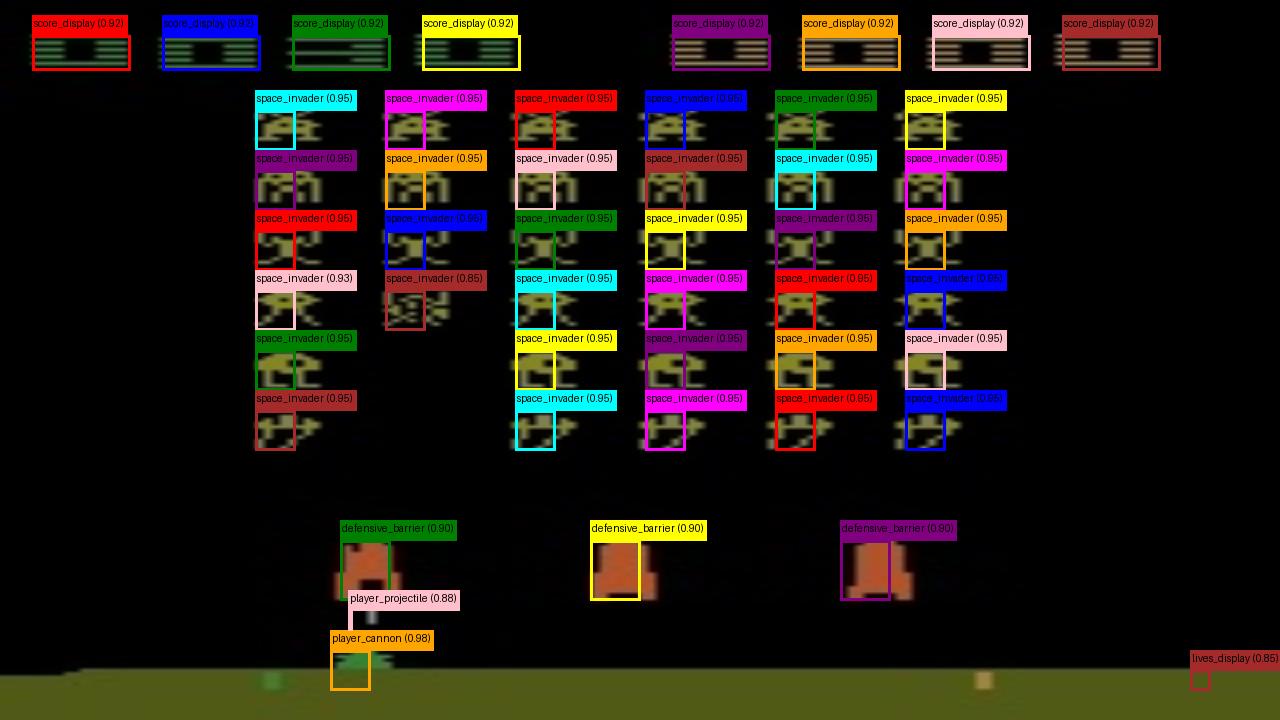 score_display (0.92) score_display (0.92) score_display (0.92) score_display (0.92) score_display (0.92) score_display (0.92) score_display (0.92) score_display (0.92)
space_invader (0.95) space_invader (0.95) space_invader (0.95) space_invader (0.95) space_invader (0.95) space_invader (0.95)
space_invader (0.95) space_invader (0.95) space_invader (0.95) space_invader (0.95) space_invader (0.95) space_invader (0.95)
space_invader (0.95) space_invader (0.95) space_invader (0.95) space_invader (0.95) space_invader (0.95) space_invader (0.95)
space_invader (0.93) space_invader (0.85) space_invader (0.95) space_invader (0.95) space_invader (0.95) space_invader (0.95)
space_invader (0.95) space_invader (0.95) space_invader (0.95) space_invader (0.95) space_invader (0.95)
space_invader (0.95) space_invader (0.95) space_invader (0.95) space_invader (0.95) space_invader (0.95)
defensive_barrier (0.90) defensive_barrier (0.90) defensive_barrier (0.90)
player_projectile (0.88)
player_cannon (0.98)
lives_display (0.85)